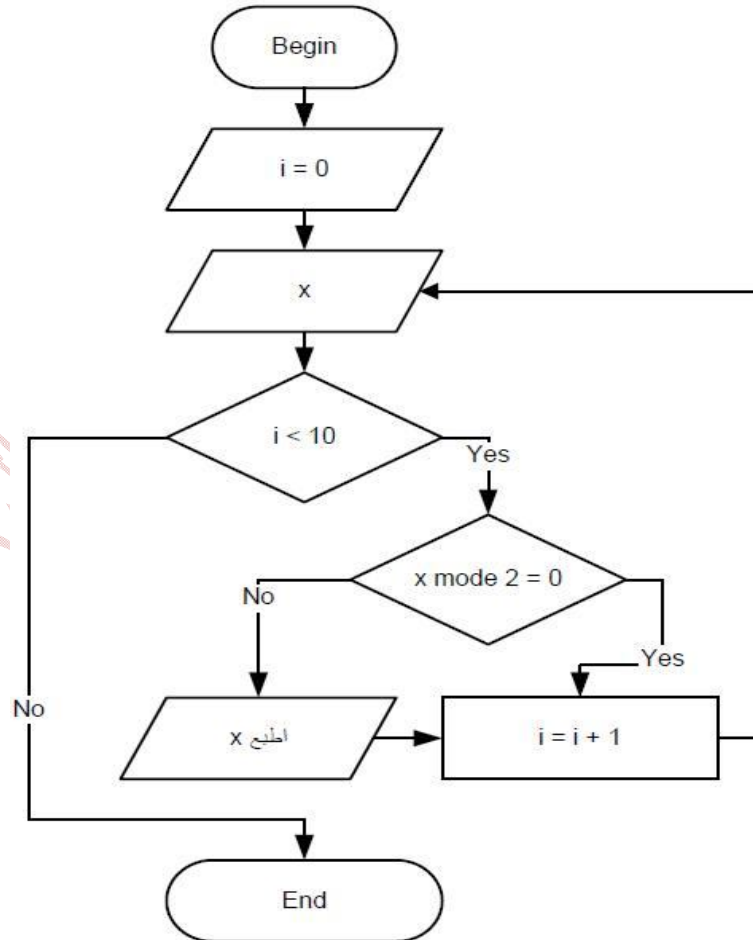 Begin
i = 0
x
i < 10
Yes
x mode 2 = 0
No
Yes
No
اطبع x
i = i + 1
End